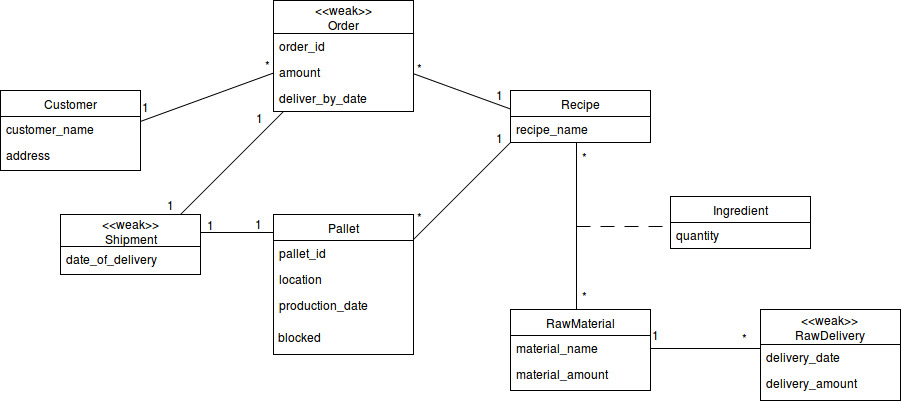 <<weak>>
Order
order_id
amount
deliver_by_date
*
*
1
1
1
Customer
customer_name
address
Recipe
recipe_name
1
*
1
*
<<weak>>
Shipment
date_of_delivery
1
1
Pallet
pallet_id
location
production_date
blocked
*
Ingredient
quantity
RawMaterial
material_name
material_amount
1
*
<<weak>>
RawDelivery
delivery_date
delivery_amount